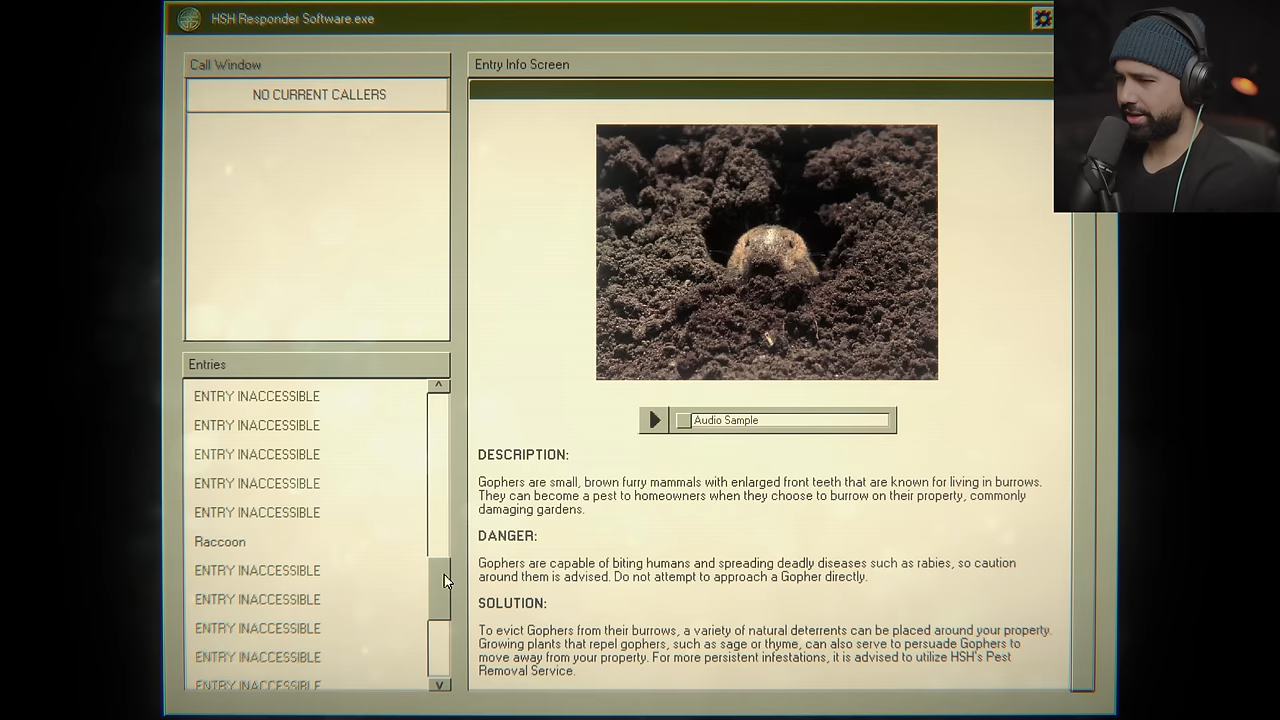 HSH Responder Software.exe
Call Window
NO CURRENT CALLERS
Entries
ENTRY INACCESSIBLE
ENTRY INACCESSIBLE
ENTRY INACCESSIBLE
ENTRY INACCESSIBLE
ENTRY INACCESSIBLE
Raccoon
ENTRY INACCESSIBLE
ENTRY INACCESSIBLE
ENTRY INACCESSIBLE
ENTRY INACCESSIBLE
ENTRY INACCESSIBLE
Entry Info Screen
Audio Sample
DESCRIPTION:
Gophers are small, brown furry mammals with enlarged front teeth that are known for living in burrows.
They can become a pest to homeowners when they choose to burrow on their property, commonly
damaging gardens.
DANGER:
Gophers are capable of biting humans and spreading deadly diseases such as rabies, so caution
around them is advised. Do not attempt to approach a Gopher directly.
SOLUTION:
To evict Gophers from their burrows, a variety of natural deterrents can be placed around your property.
Growing plants that repel gophers, such as sage or thyme, can also serve to persuade Gophers to
move away from your property. For more persistent infestations, it is advised to utilize HSH's Pest
Removal Service.